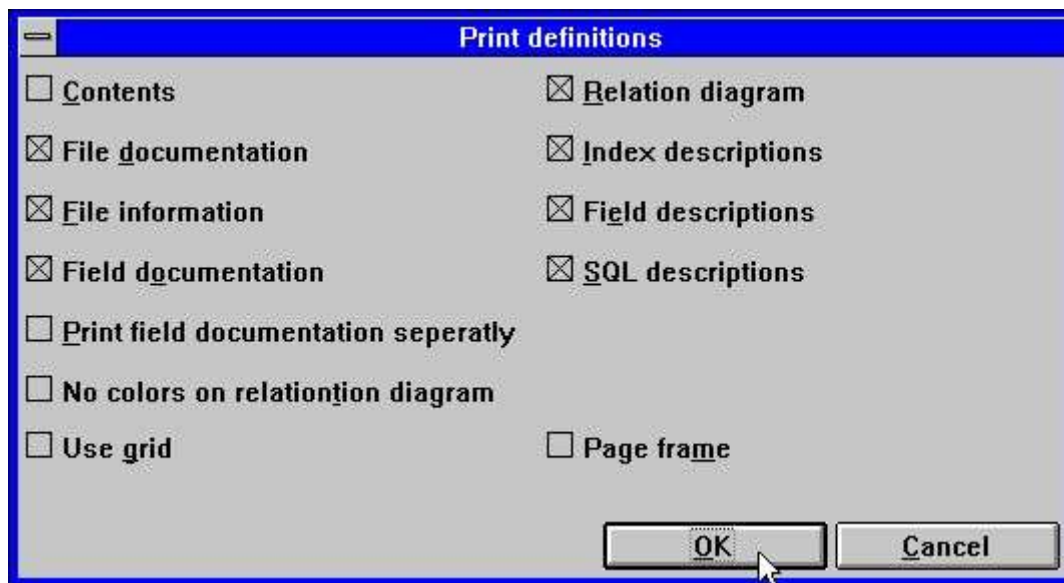 Print definitions
Contents
Relation diagram
File documentation
Index descriptions
File information
Field descriptions
Field documentation
SQL descriptions
Print field documentation seperatly
No colors on relationtion diagram
Use grid
Page frame
OK
Cancel